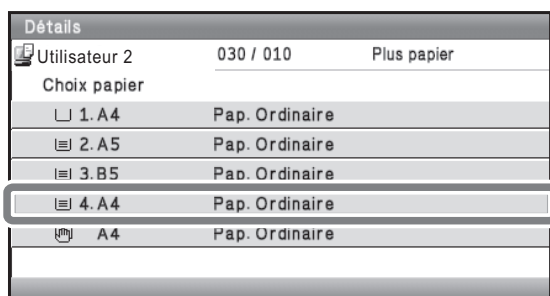 Détails
Utilisateur 2 030 / 010 Plus papier
Choix papier
1. A4 Pap. Ordinaire
2. A5 Pap. Ordinaire
3. B5 Pap. Ordinaire
4. A4 Pap. Ordinaire
A4 Pap. Ordinaire